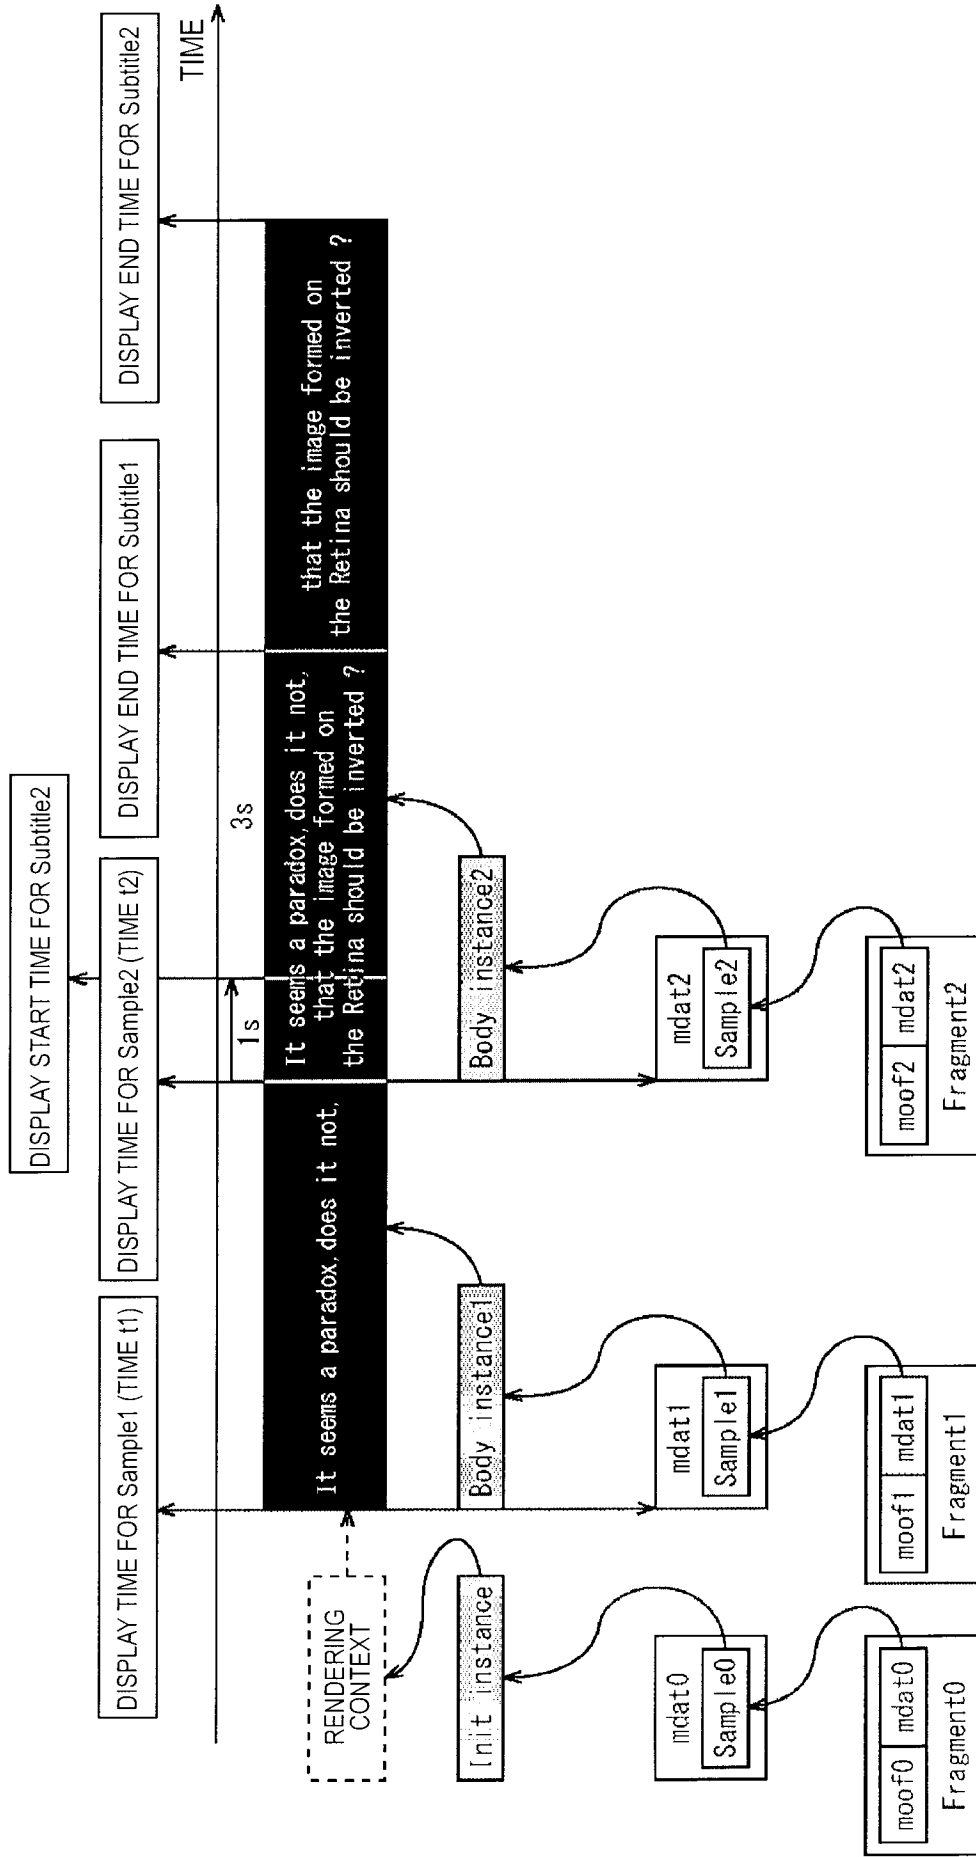 DISPLAY START TIME FOR Subtitle2
DISPLAY TIME FOR Sample1 (TIME t1)
DISPLAY TIME FOR Sample2 (TIME t2)
DISPLAY END TIME FOR Subtitle1
DISPLAY END TIME FOR Subtitle2
TIME
1s
3s
RENDERING
CONTEXT
It seems a paradox, does it not,
It seems a paradox, does it not,
that the image formed on
the Retina should be inverted ?
that the image formed on
the Retina should be inverted ?
Init instance
Body instance1
Body instance2
mdat0
Sample0
mdat1
Sample1
mdat2
Sample2
moof0 mdat0
Fragment0
moof1 mdat1
Fragment1
moof2 mdat2
Fragment2